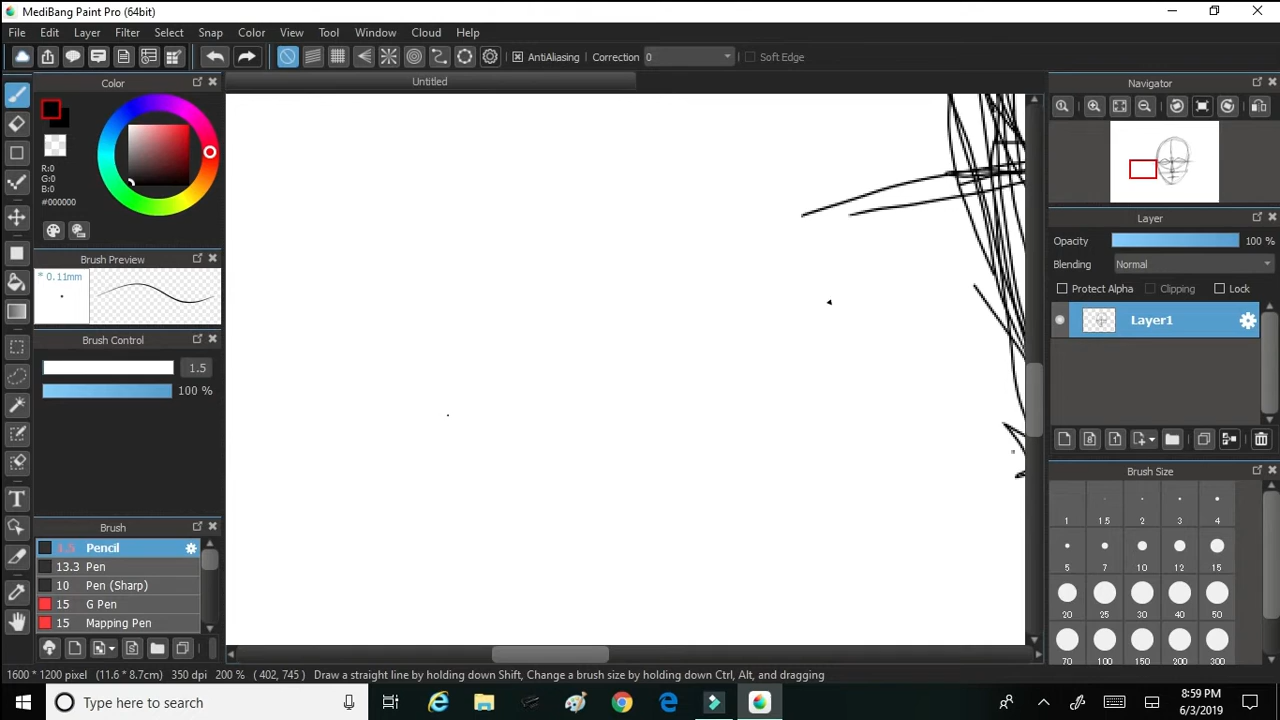 MediBang Paint Pro (64bit)
File Edit Layer Filter Select Snap Color View Tool Window Cloud Help
AntiAliasing Correction 0 Soft Edge
Color
Untitled
Navigator
R:0
G:0
B:0
#000000
Brush Preview
* 0.11mm
Layer
Opacity 100 %
Blending Normal
Protect Alpha Clipping Lock
Layer1
Brush Control
1.5
100 %
Brush Size
1 1.5 2 3 4
5 7 10 12 15
20 25 30 40 50
70 100 150 200 300
Brush
1.5 Pencil
13.3 Pen
10 Pen (Sharp)
15 G Pen
15 Mapping Pen
1600 * 1200 pixel (11.6 * 8.7cm) 350 dpi 200 % ( 402, 745) Draw a straight line by holding down Shift, Change a brush size by holding down Ctrl, Alt, and dragging
Type here to search
8:59 PM
6/3/2019